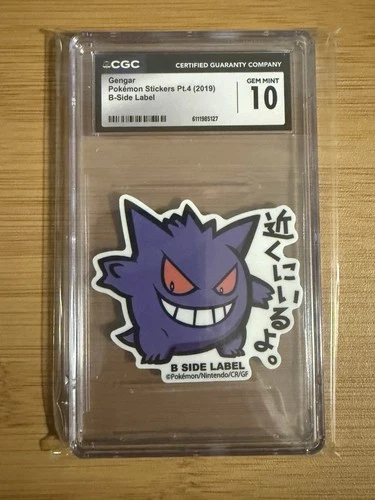 CGC
CERTIFIED GUARANTY COMPANY
Gengar
Pokémon Stickers Pt.4 (2019)
B-Side Label
GEM MINT
10
6111985127
近くにいるよ。
B SIDE LABEL
©Pokémon/Nintendo/CR/GF